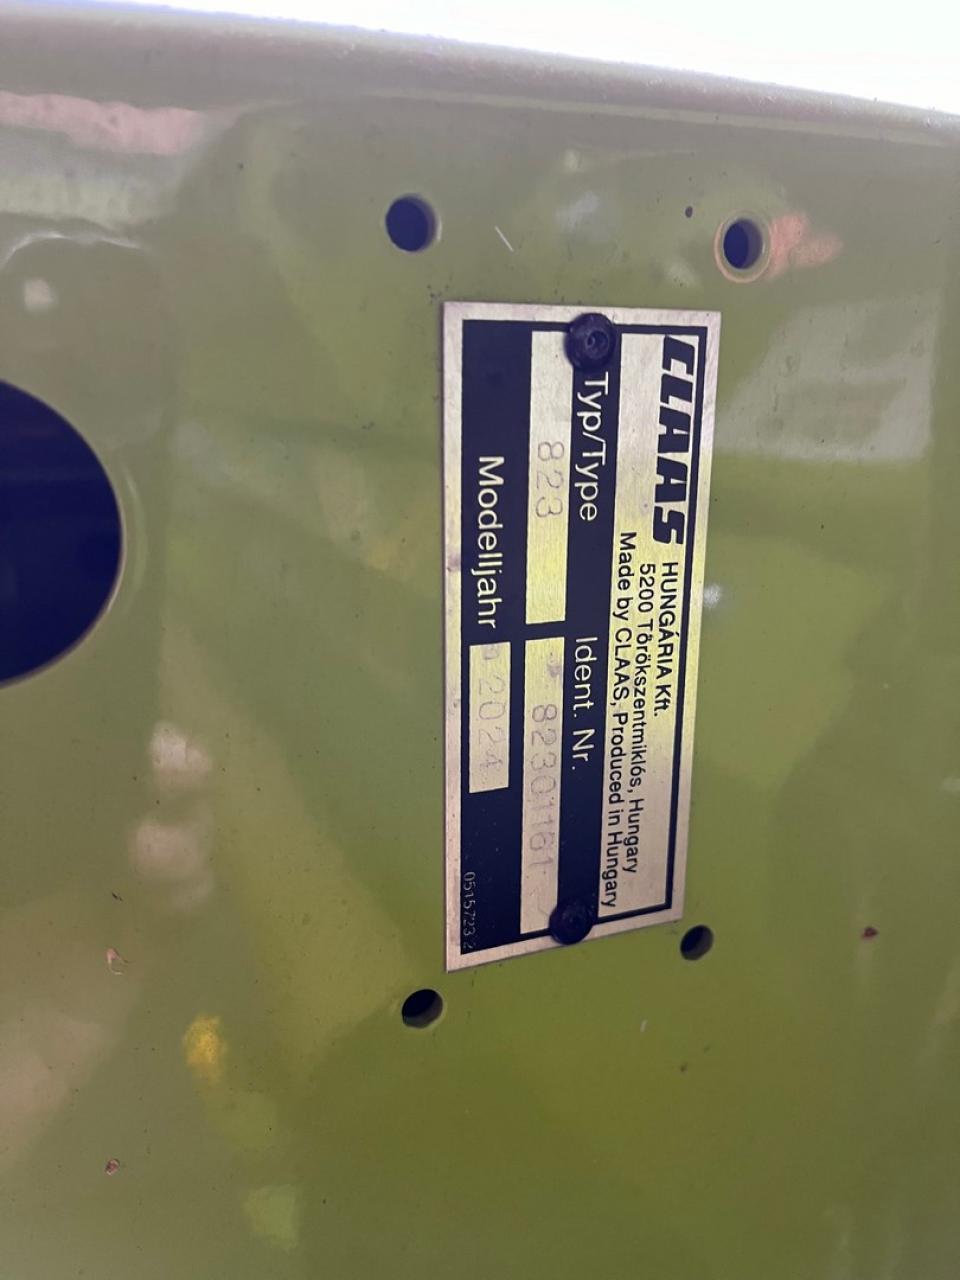 CLAAS
HUNGÁRIA Kft.
5200 Törökszentmiklós, Hungary
Made by CLAAS, Produced in Hungary
Typ/Type
Ident. Nr.
823
82301161
Modelljahr
2024
0515723.2